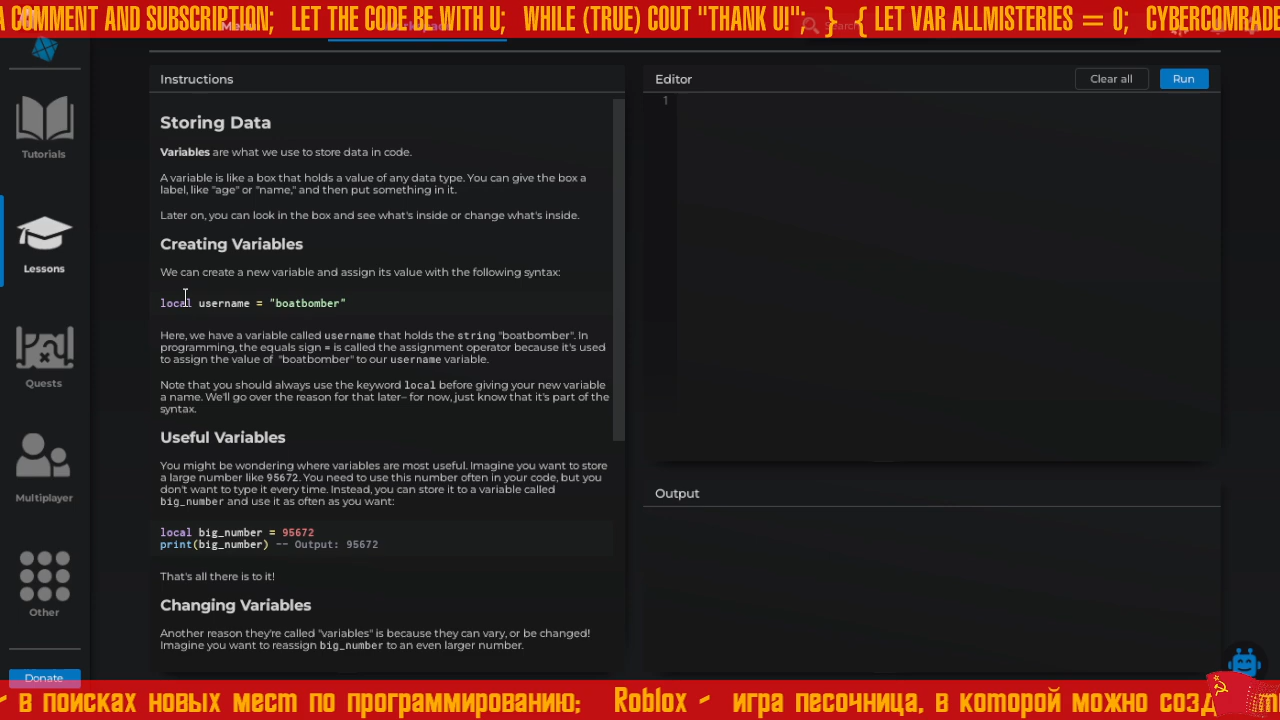 A COMMENT AND SUBSCRIPTION; LET THE CODE BE WITH U; WHILE (TRUE) COUT "THANK U!"; } { LET VAR ALLMISTERIES == 0; CYBERCOMRADE
Tutorials
Lessons
Quests
Multiplayer
Other
Donate
Instructions
Storing Data
Variables are what we use to store data in code.
A variable is like a box that holds a value of any data type. You can give the box a
label, like "age" or "name," and then put something in it.
Later on, you can look in the box and see what's inside or change what's inside.
Creating Variables
We can create a new variable and assign its value with the following syntax:
local username = "boatbomber"
Here, we have a variable called username that holds the string "boatbomber". In
programming, the equals sign = is called the assignment operator because it's used
to assign the value of "boatbomber" to our username variable.
Note that you should always use the keyword local before giving your new variable
a name. We'll go over the reason for that later– for now, just know that it's part of the
syntax.
Useful Variables
You might be wondering where variables are most useful. Imagine you want to store
a large number like 95672. You need to use this number often in your code, but you
don't want to type it every time. Instead, you can store it to a variable called
big_number and use it as often as you want:
local big_number = 95672
print(big_number) -- Output: 95672
That's all there is to it!
Changing Variables
Another reason they're called "variables" is because they can vary, or be changed!
Imagine you want to reassign big_number to an even larger number.
Editor
Clear all
Run
1
Output
- в поисках новых мест по программированию; Roblox - игра песочница, в которой можно созд